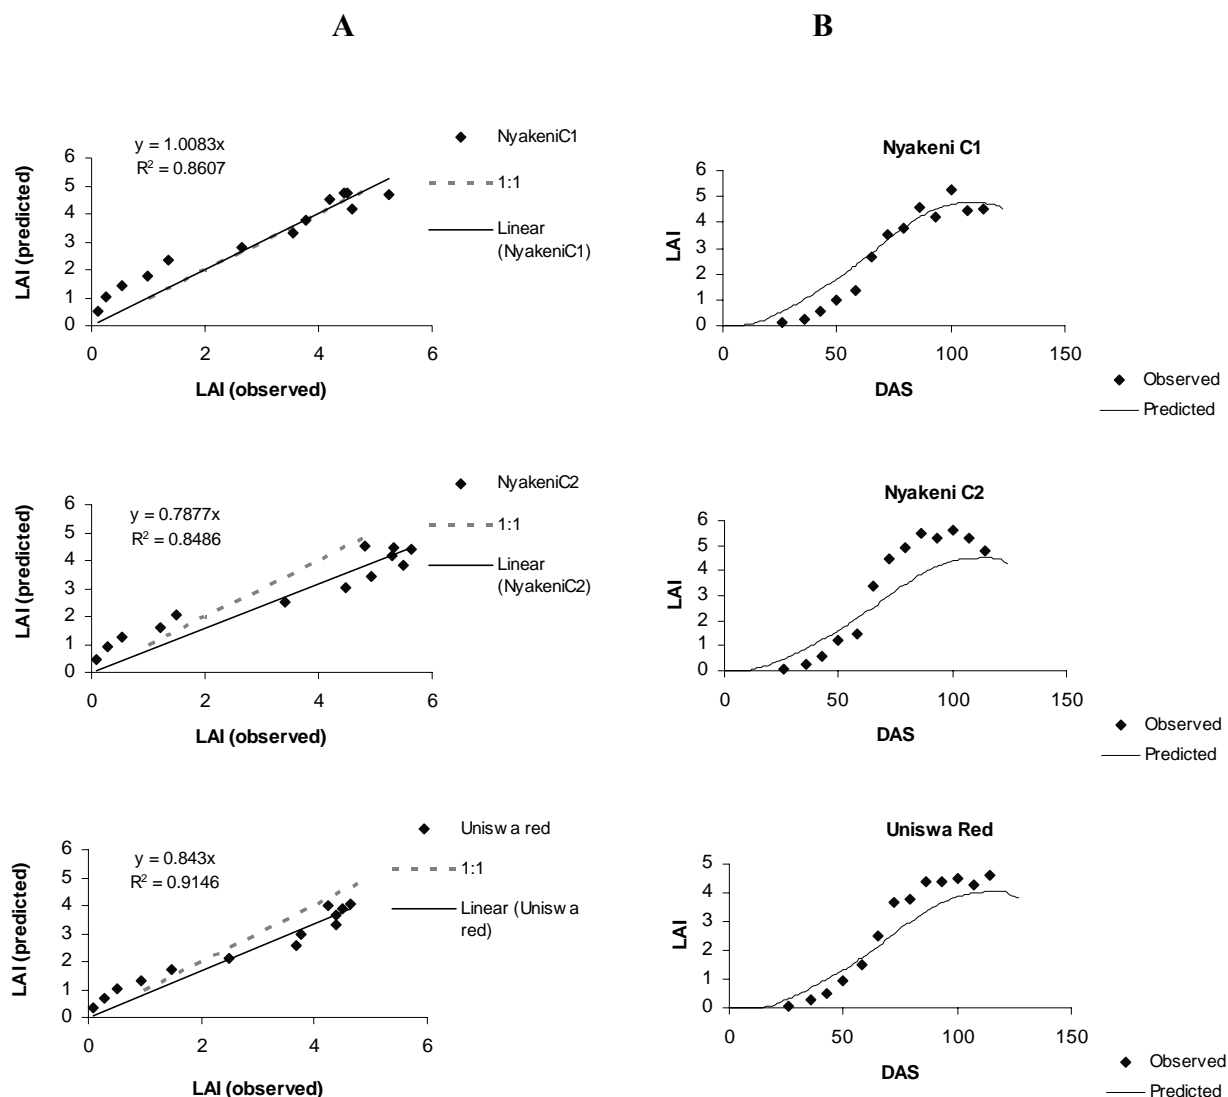 A
B
y = 1.0083x
R² = 0.8607
LAI (predicted)
6
5
4
3
2
1
0
0 2 4 6
LAI (observed)
NyakeniC1
1:1
Linear
(NyakeniC1)
Nyakeni C1
LAI
6
5
4
3
2
1
0
0 50 100 150
DAS
Observed
Predicted
y = 0.7877x
R² = 0.8486
LAI (predicted)
6
5
4
3
2
1
0
0 2 4 6
LAI (observed)
NyakeniC2
1:1
Linear
(NyakeniC2)
Nyakeni C2
LAI
6
5
4
3
2
1
0
0 50 100 150
DAS
Observed
Predicted
y = 0.843x
R² = 0.9146
LAI (predicted)
6
5
4
3
2
1
0
0 2 4 6
LAI (observed)
Uniswa red
1:1
Linear (Uniswa
red)
Uniswa Red
LAI
5
4
3
2
1
0
0 50 100 150
DAS
Observed
Predicted